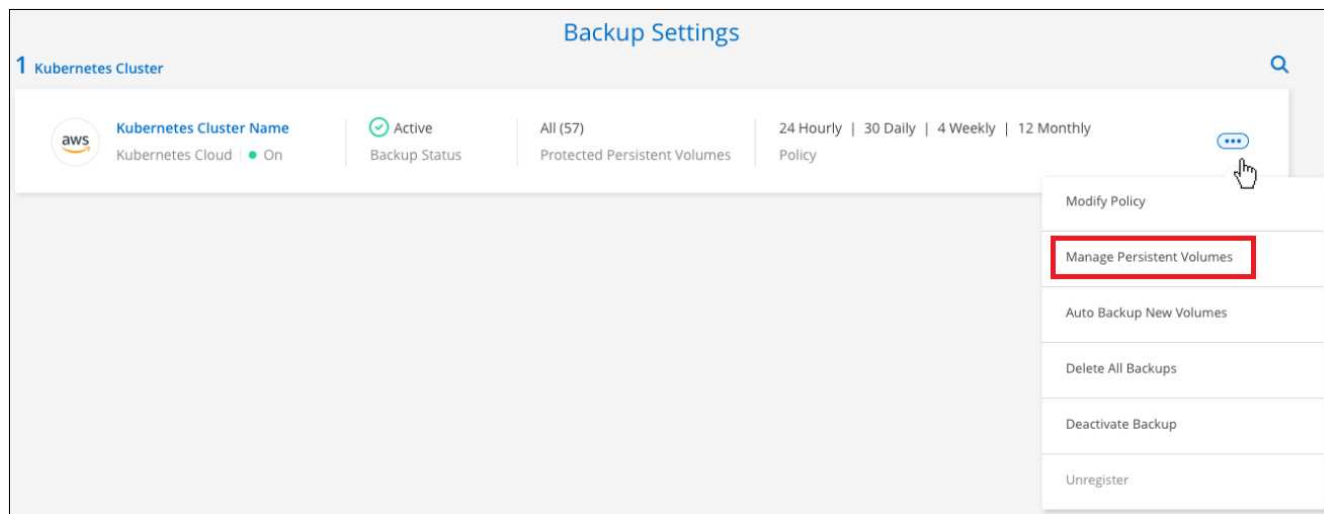 Backup Settings
1 Kubernetes Cluster
aws
Kubernetes Cluster Name
Kubernetes Cloud | On
Active
Backup Status
All (57)
Protected Persistent Volumes
24 Hourly | 30 Daily | 4 Weekly | 12 Monthly
Policy
Modify Policy
Manage Persistent Volumes
Auto Backup New Volumes
Delete All Backups
Deactivate Backup
Unregister